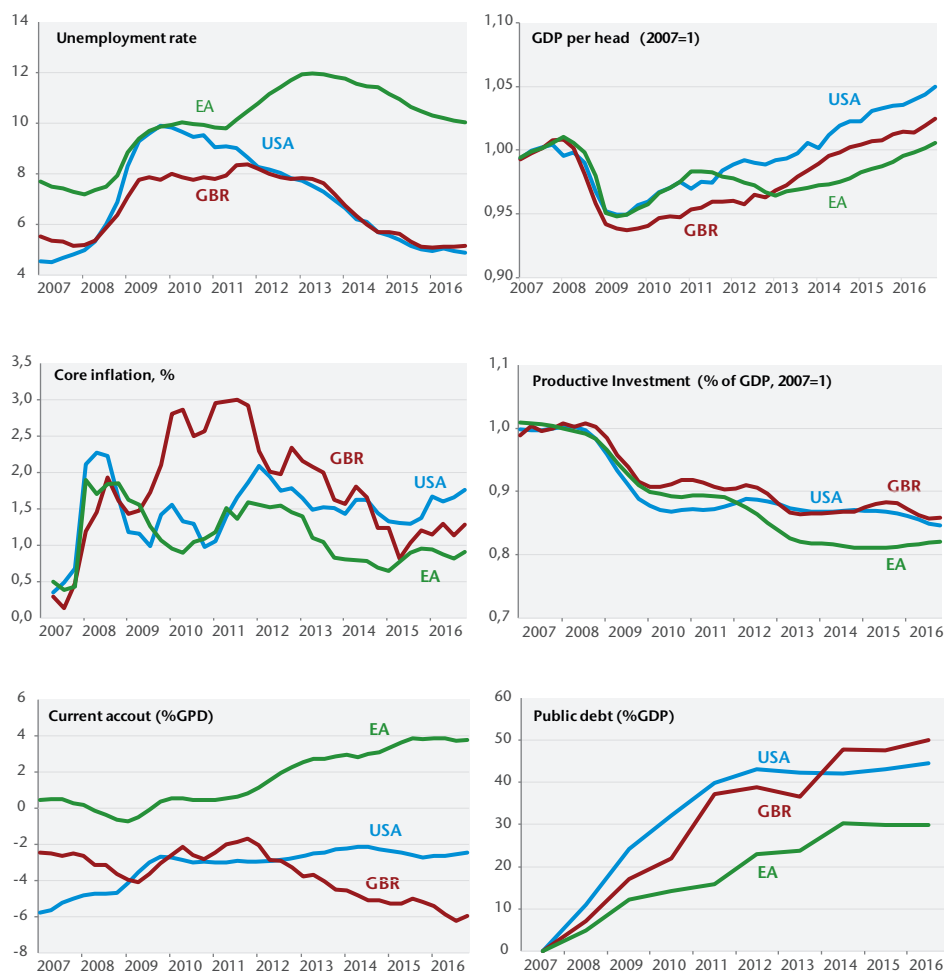 Unemployment rate
14
12
10
8
6
4
EA
USA
GBR
2007 2008 2009 2010 2011 2012 2013 2014 2015 2016
GDP per head (2007=1)
1,10
1,05
1,00
0,95
0,90
USA
EA
GBR
2007 2008 2009 2010 2011 2012 2013 2014 2015 2016
Core inflation, %
3,5
3,0
2,5
2,0
1,5
1,0
0,5
0,0
GBR
USA
EA
2007 2008 2009 2010 2011 2012 2013 2014 2015 2016
Productive Investment (% of GDP, 2007=1)
1,1
1,0
0,9
0,8
0,7
GBR
USA
EA
2007 2008 2009 2010 2011 2012 2013 2014 2015 2016
Current accout (%GPD)
6
4
2
0
-2
-4
-6
-8
EA
USA
GBR
2007 2008 2009 2010 2011 2012 2013 2014 2015 2016
Public debt (%GDP)
60
50
40
30
20
10
0
USA
GBR
EA
2007 2008 2009 2010 2011 2012 2013 2014 2015 2016